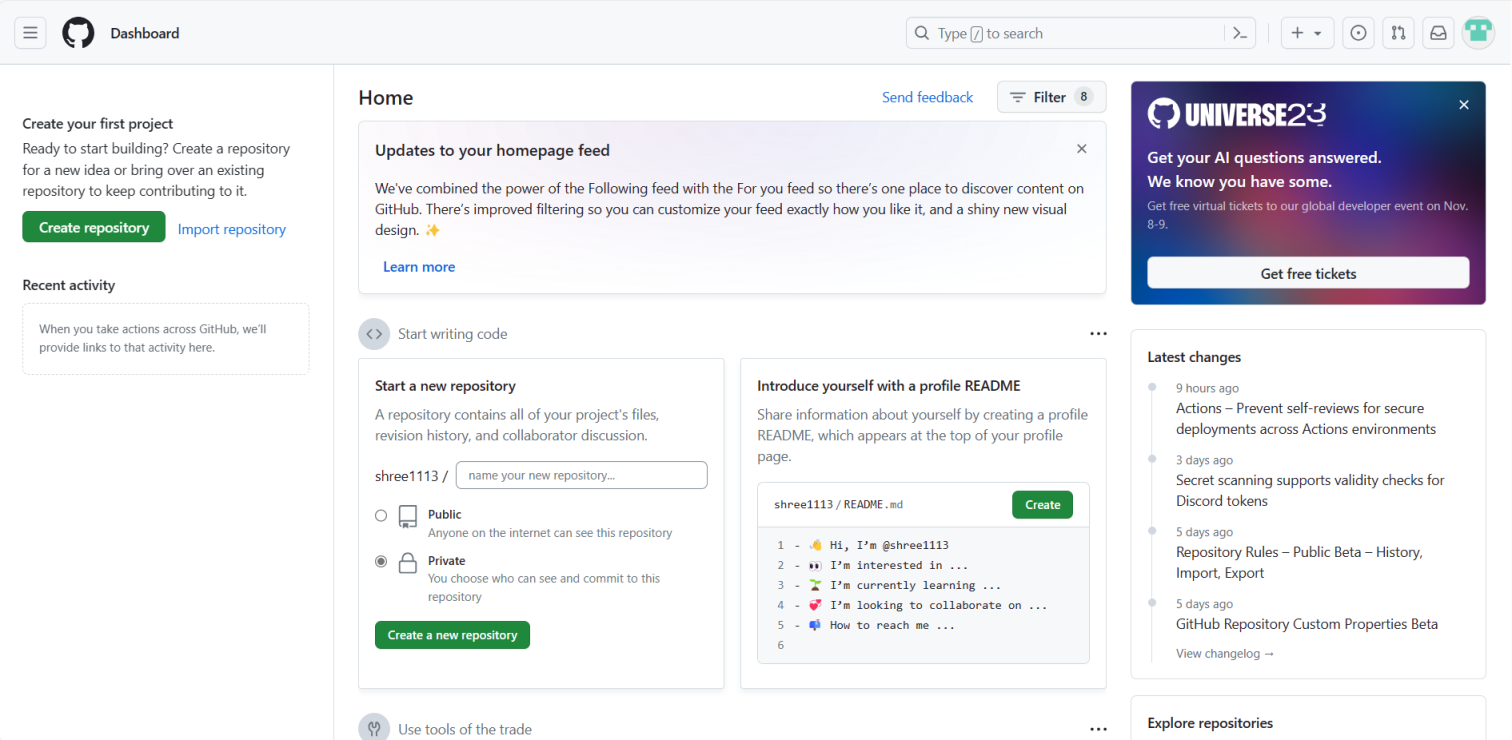 Dashboard
Type / to search
Create your first project
Ready to start building? Create a repository
for a new idea or bring over an existing
repository to keep contributing to it.
Create repository
Import repository
Recent activity
When you take actions across GitHub, we'll
provide links to that activity here.
Home
Send feedback
Filter 8
Updates to your homepage feed
We've combined the power of the Following feed with the For you feed so there's one place to discover content on
GitHub. There's improved filtering so you can customize your feed exactly how you like it, and a shiny new visual
design. ✨
Learn more
Start writing code
Start a new repository
A repository contains all of your project's files,
revision history, and collaborator discussion.
shree1113 / name your new repository...
Public
Anyone on the internet can see this repository
Private
You choose who can see and commit to this
repository
Create a new repository
Introduce yourself with a profile README
Share information about yourself by creating a profile
README, which appears at the top of your profile
page.
shree1113 / README.md
Create
1 - 👋 Hi, I'm @shree1113
2 - 👀 I'm interested in ...
3 - 🌱 I'm currently learning ...
4 - 💞️ I'm looking to collaborate on ...
5 - 📫 How to reach me ...
6
Use tools of the trade
UNIVERSE23
Get your AI questions answered.
We know you have some.
Get free virtual tickets to our global developer event on Nov.
8-9.
Get free tickets
Latest changes
9 hours ago
Actions – Prevent self-reviews for secure
deployments across Actions environments
3 days ago
Secret scanning supports validity checks for
Discord tokens
5 days ago
Repository Rules – Public Beta – History,
Import, Export
5 days ago
GitHub Repository Custom Properties Beta
View changelog →
Explore repositories